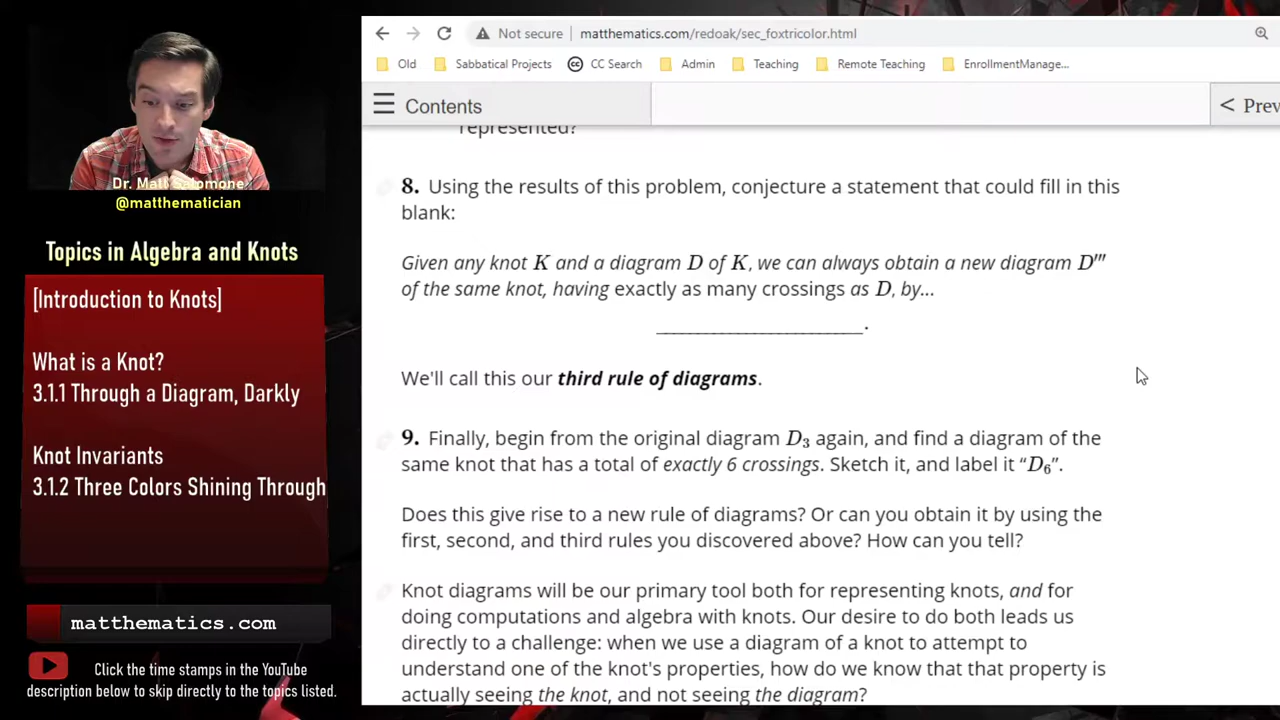 Not secure
matthematics.com/redoak/sec_foxtricolor.html
Old
Sabbatical Projects
CC Search
Admin
Teaching
Remote Teaching
EnrollmentManage...
Contents
< Prev
represented?
8. Using the results of this problem, conjecture a statement that could fill in this
blank:
Given any knot K and a diagram D of K, we can always obtain a new diagram D′′′
of the same knot, having exactly as many crossings as D, by...
_______________________.
We'll call this our third rule of diagrams.
9. Finally, begin from the original diagram D₃ again, and find a diagram of the
same knot that has a total of exactly 6 crossings. Sketch it, and label it “D₆”.
Does this give rise to a new rule of diagrams? Or can you obtain it by using the
first, second, and third rules you discovered above? How can you tell?
Knot diagrams will be our primary tool both for representing knots, and for
doing computations and algebra with knots. Our desire to do both leads us
directly to a challenge: when we use a diagram of a knot to attempt to
understand one of the knot's properties, how do we know that that property is
actually seeing the knot, and not seeing the diagram?
Dr. Matt Salomone
@matthematician
Topics in Algebra and Knots
[Introduction to Knots]
What is a Knot?
3.1.1 Through a Diagram, Darkly
Knot Invariants
3.1.2 Three Colors Shining Through
matthematics.com
Click the time stamps in the YouTube
description below to skip directly to the topics listed.